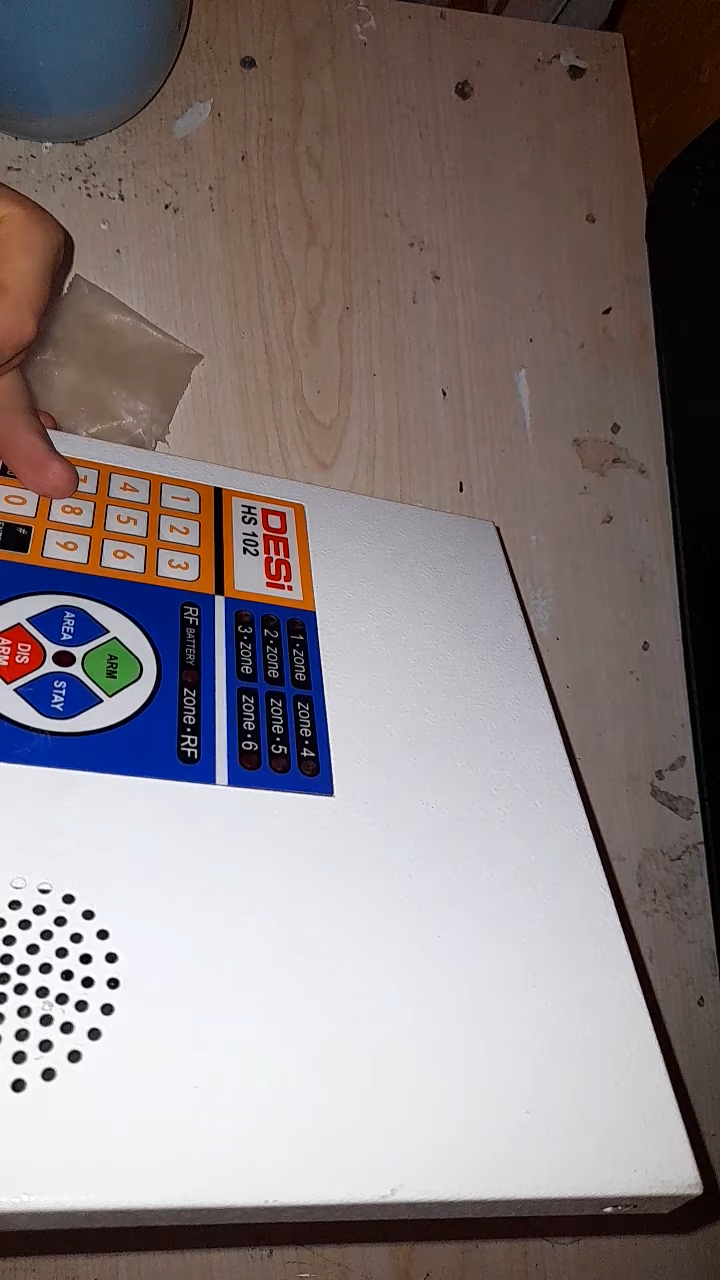 DESi
HS 102
1
2
3
4
5
6
7
8
9
0
#
1·zone
zone·4
2·zone
zone·5
3·zone
zone·6
RF BATTERY
zone·RF
AREA
ARM
DIS
ARM
STAY